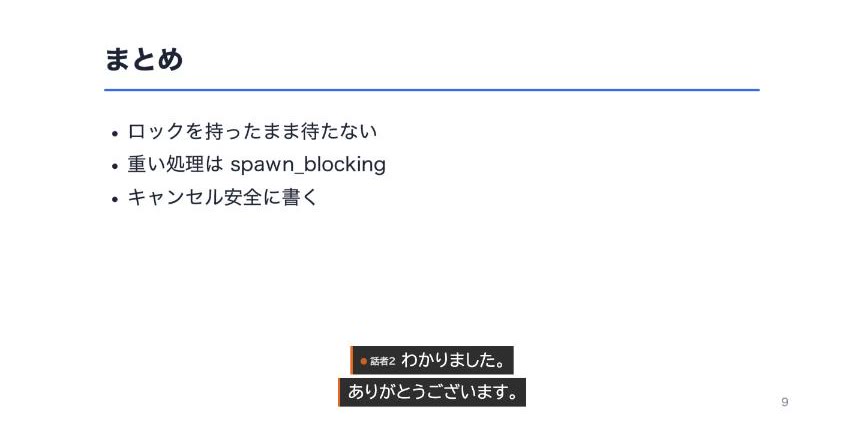 まとめ
• ロックを持ったまま待たない
• 重い処理は spawn_blocking
• キャンセル安全に書く
● 話者2 わかりました。
ありがとうございます。
9